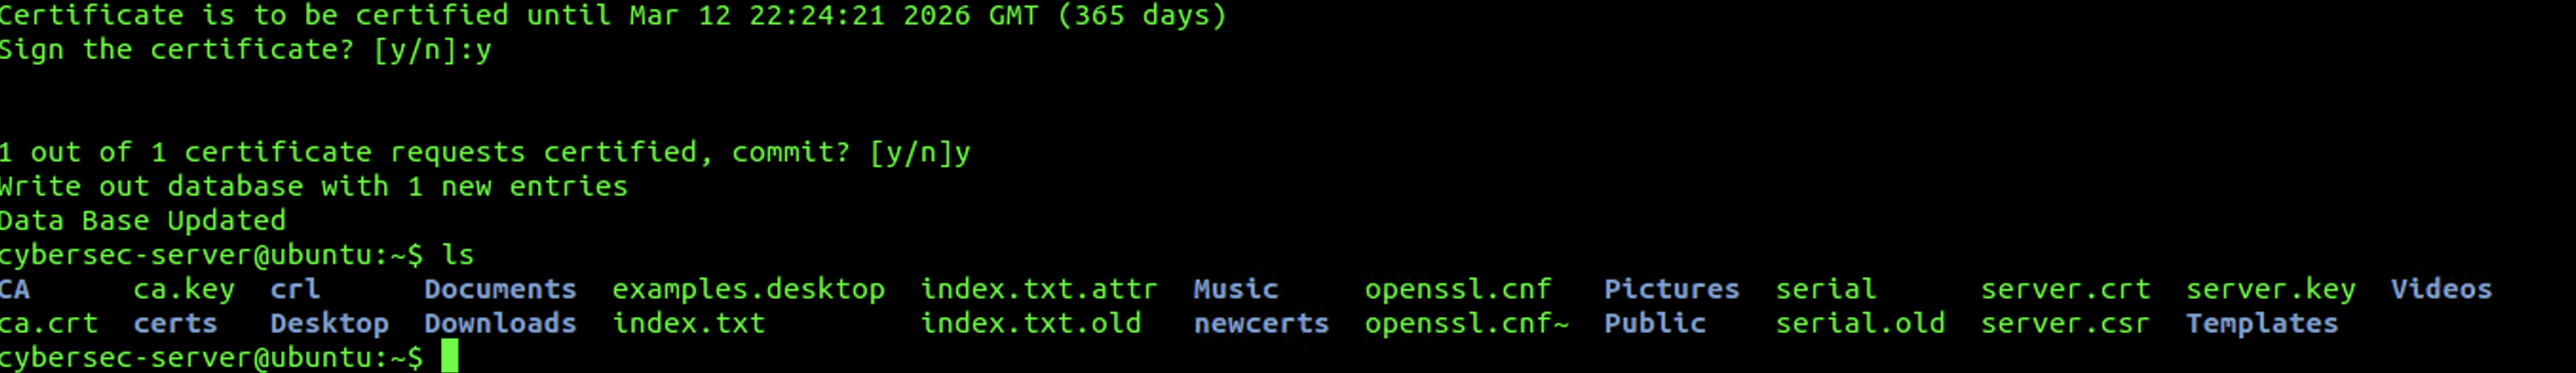 Certificate is to be certified until Mar 12 22:24:21 2026 GMT (365 days)
Sign the certificate? [y/n]:y
1 out of 1 certificate requests certified, commit? [y/n]y
Write out database with 1 new entries
Data Base Updated
cybersec-server@ubuntu:~$ ls
CA      ca.key  crl      Documents  examples.desktop  index.txt.attr  Music     openssl.cnf   Pictures  serial      server.crt  server.key  Videos
ca.crt  certs   Desktop  Downloads  index.txt         index.txt.old   newcerts  openssl.cnf~  Public    serial.old  server.csr  Templates
cybersec-server@ubuntu:~$